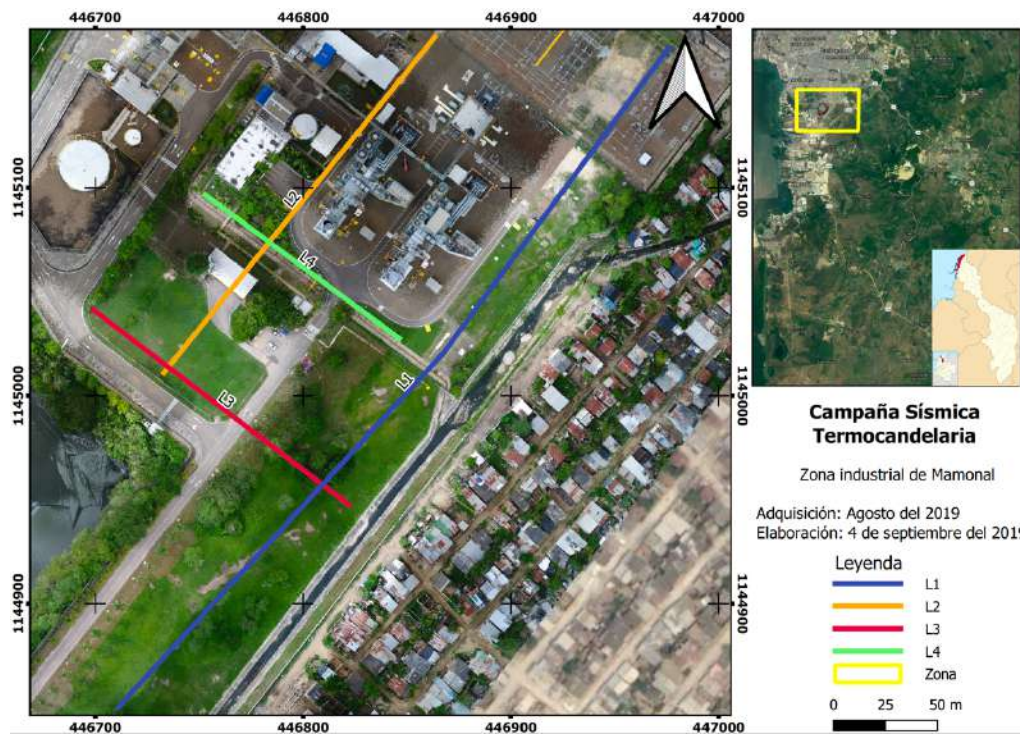 446700 446800 446900 447000
1145100
1145000
1144900
1145100
1145000
1144900
L2
L4
L1
L3
446700 446800 446900 447000
Campaña Sísmica
Termocandelaria
Zona industrial de Mamonal
Adquisición: Agosto del 2019
Elaboración: 4 de septiembre del 2019
Leyenda
L1
L2
L3
L4
Zona
0 25 50 m